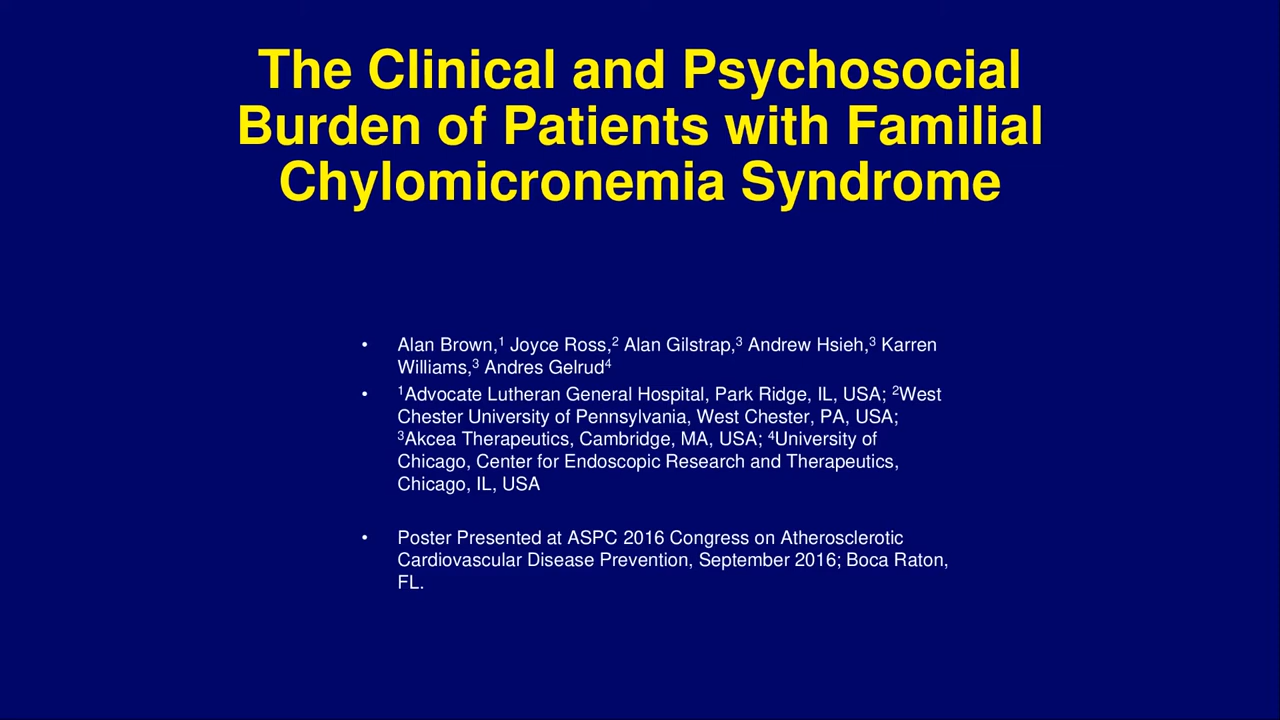 The Clinical and Psychosocial
Burden of Patients with Familial
Chylomicronemia Syndrome
• Alan Brown,¹ Joyce Ross,² Alan Gilstrap,³ Andrew Hsieh,³ Karren
Williams,³ Andres Gelrud⁴
• ¹Advocate Lutheran General Hospital, Park Ridge, IL, USA; ²West
Chester University of Pennsylvania, West Chester, PA, USA;
³Akcea Therapeutics, Cambridge, MA, USA; ⁴University of
Chicago, Center for Endoscopic Research and Therapeutics,
Chicago, IL, USA
• Poster Presented at ASPC 2016 Congress on Atherosclerotic
Cardiovascular Disease Prevention, September 2016; Boca Raton,
FL.